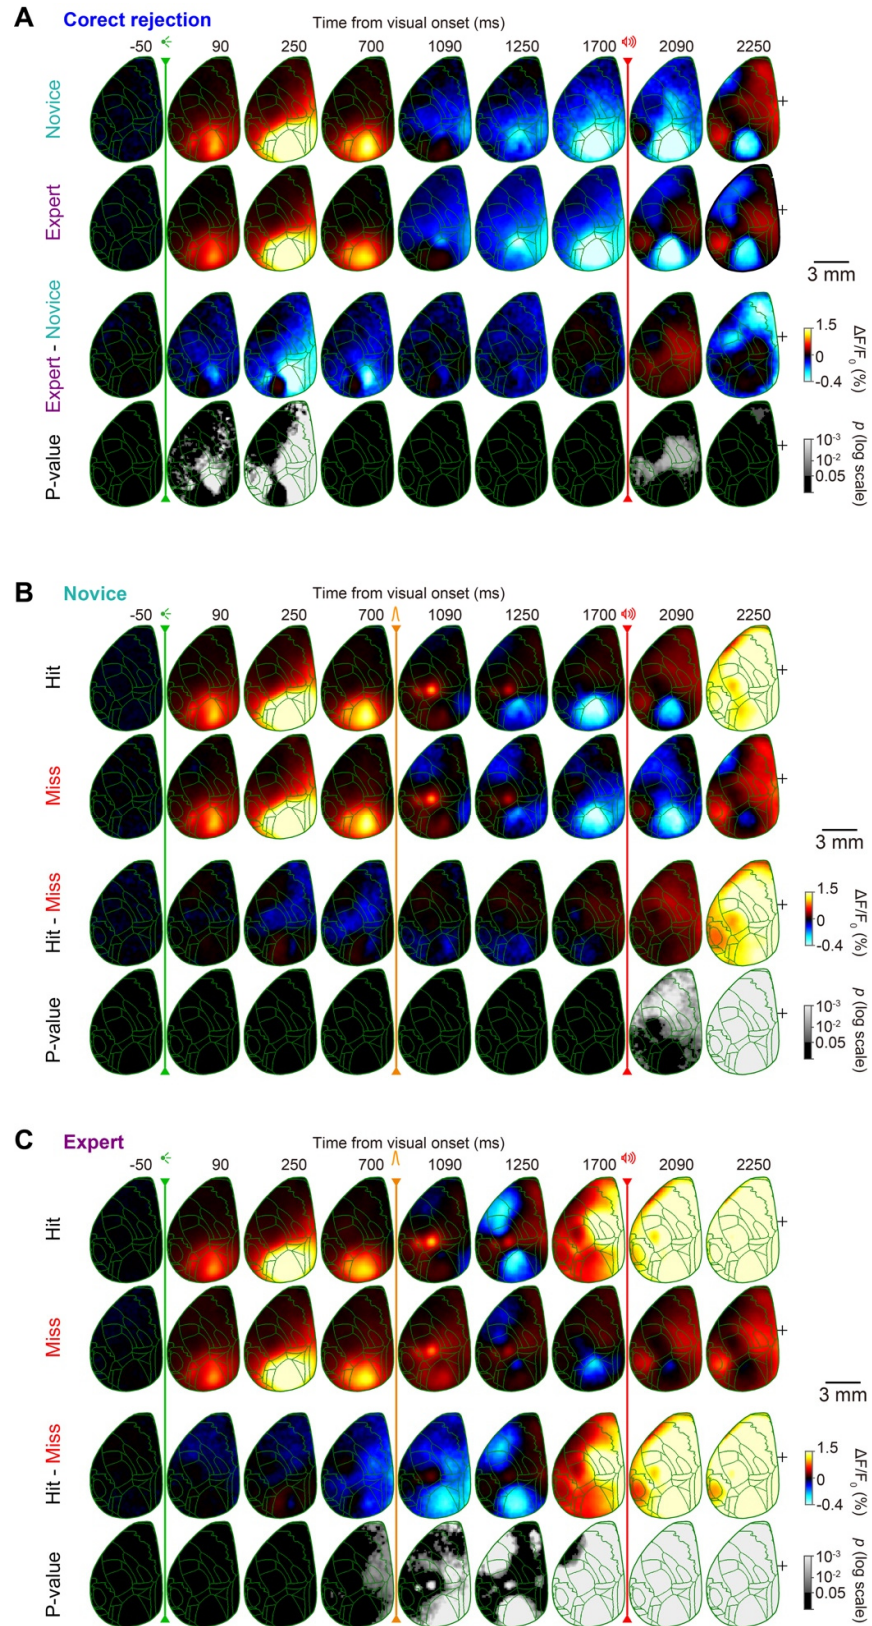 A Corect rejection Time from visual onset (ms)
-50 90 250 700 1090 1250 1700 2090 2250
Novice
Expert
3 mm
Expert - Novice
1.5
0
-0.4
ΔF/F0 (%)
P-value
10-3
10-2
0.05
p (log scale)
B Novice Time from visual onset (ms)
-50 90 250 700 1090 1250 1700 2090 2250
Hit
Miss
3 mm
Hit - Miss
1.5
0
-0.4
ΔF/F0 (%)
P-value
10-3
10-2
0.05
p (log scale)
C Expert Time from visual onset (ms)
-50 90 250 700 1090 1250 1700 2090 2250
Hit
Miss
3 mm
Hit - Miss
1.5
0
-0.4
ΔF/F0 (%)
P-value
10-3
10-2
0.05
p (log scale)